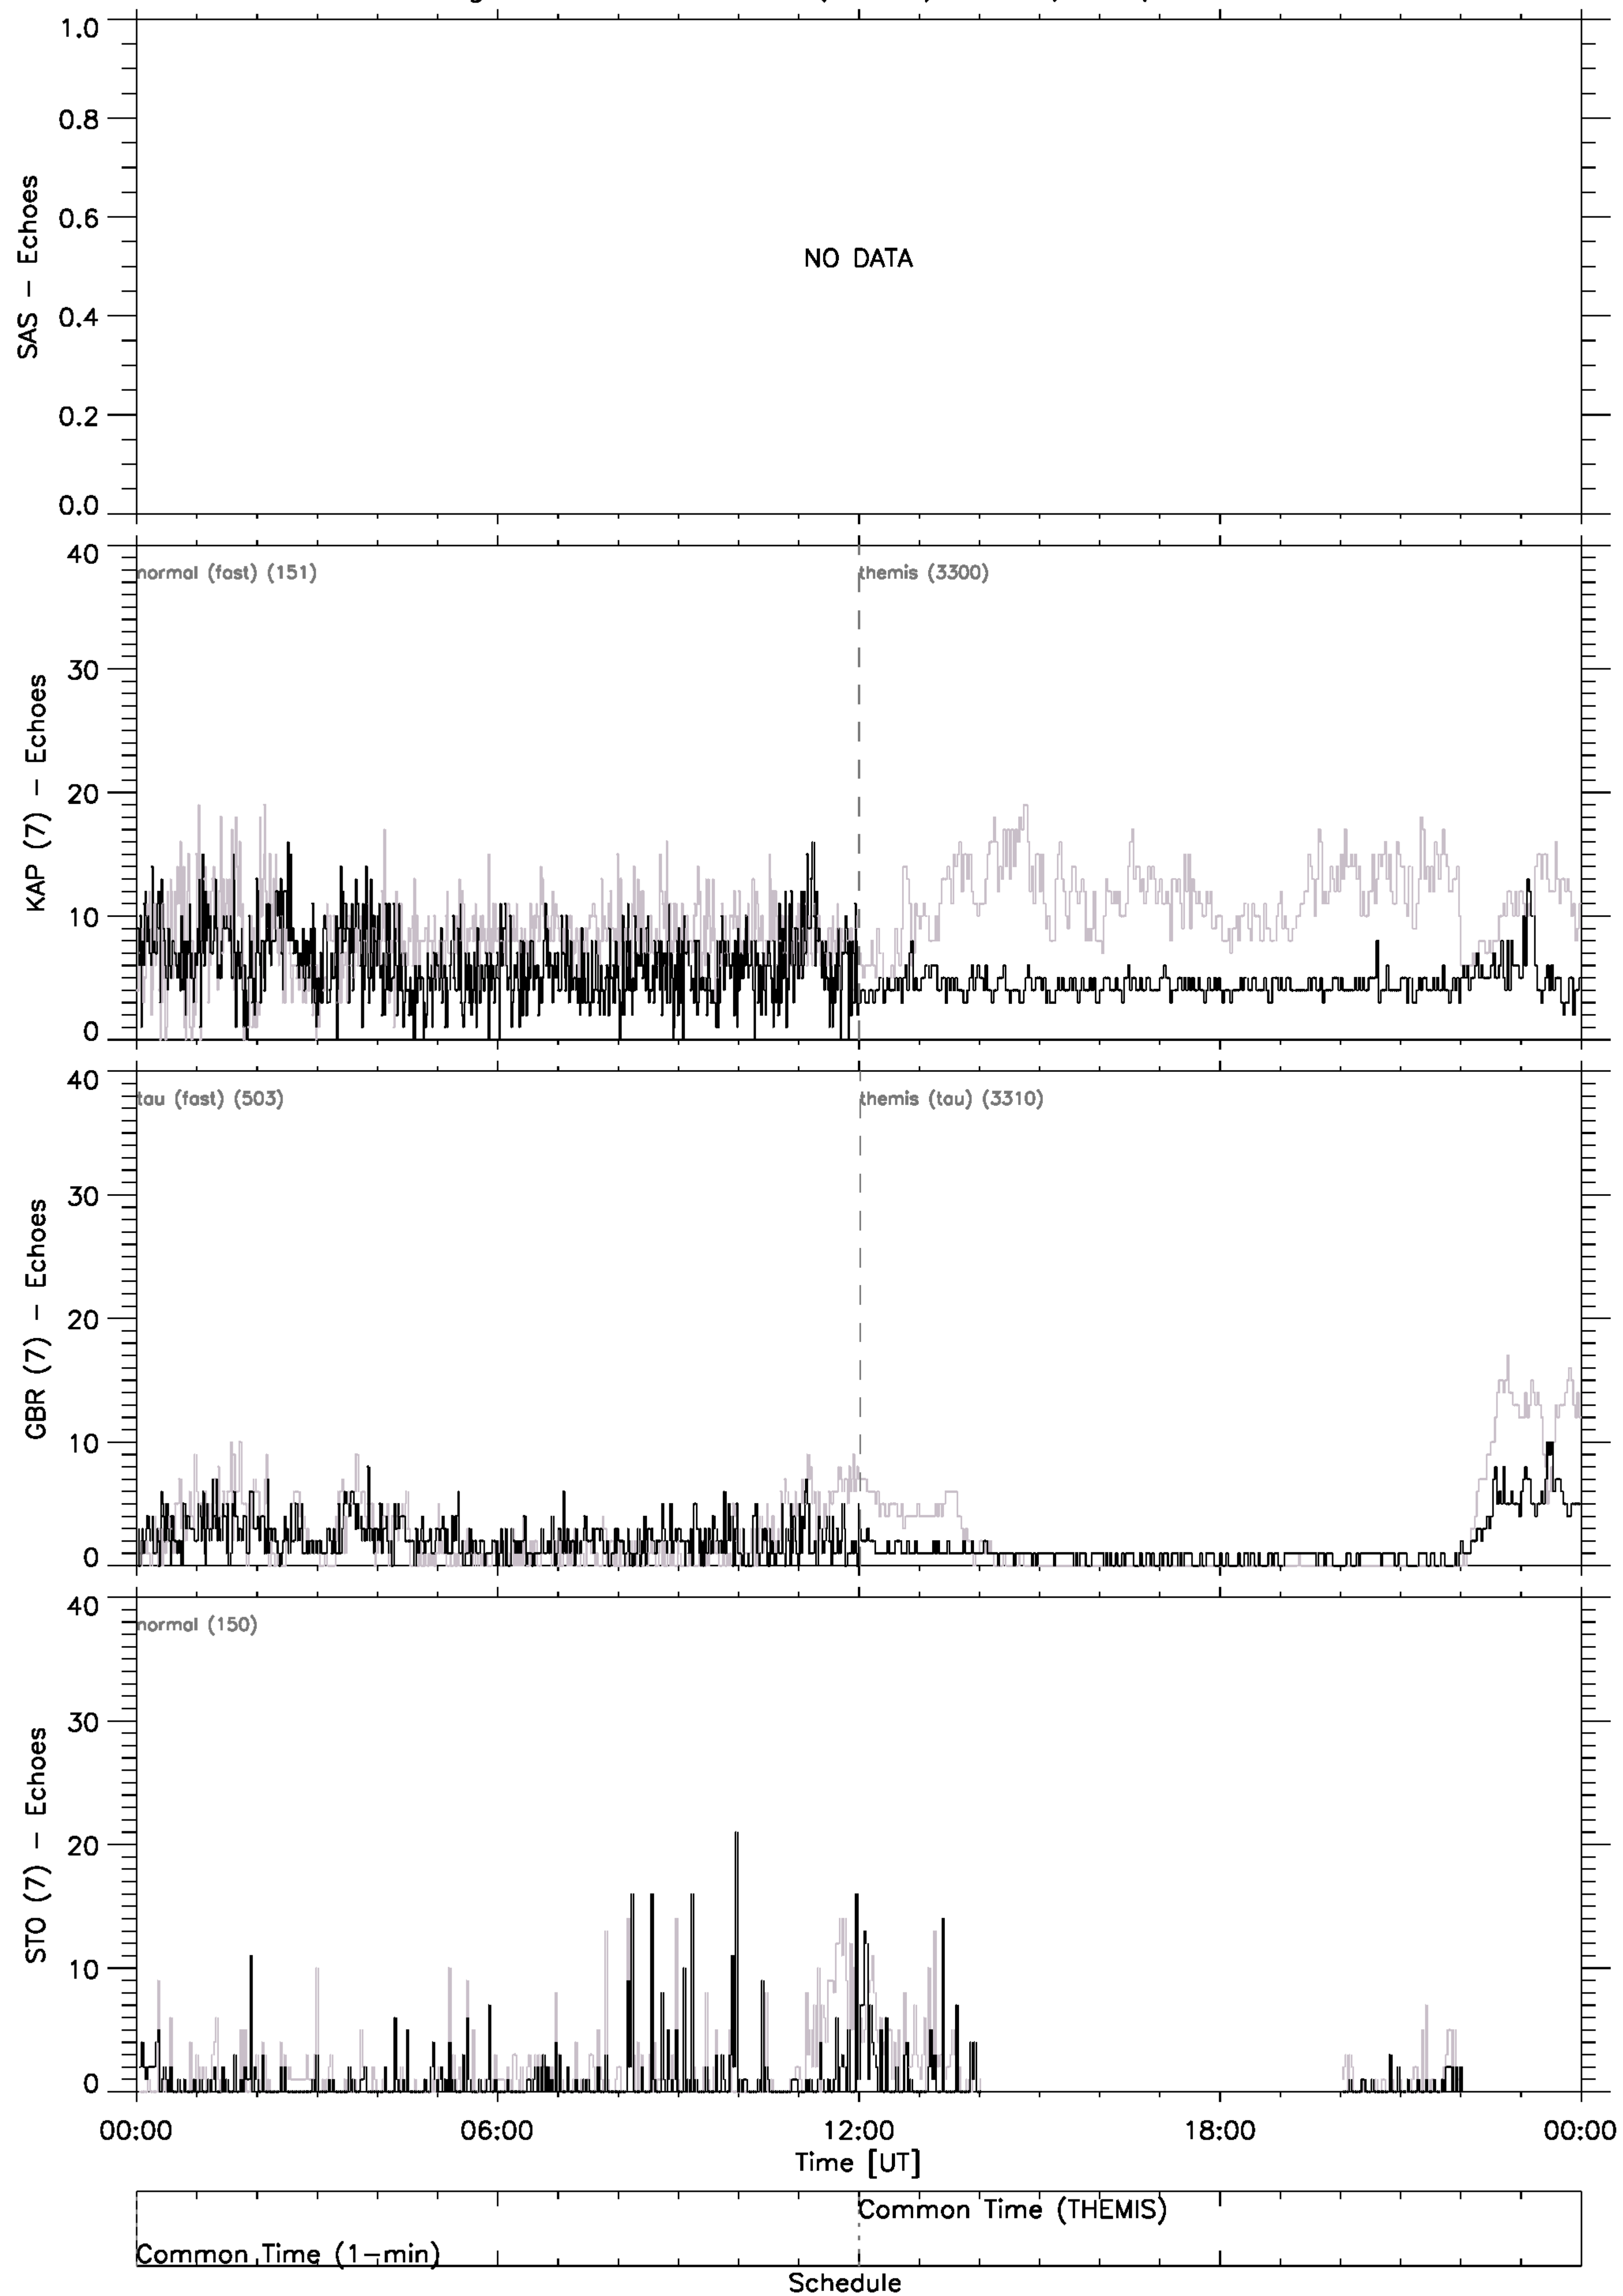 1.0
0.8
0.6
0.4
0.2
0.0
SAS – Echoes
NO DATA
40
30
20
10
0
KAP (7) – Echoes
normal (fast) (151)
themis (3300)
40
30
20
10
0
GBR (7) – Echoes
tau (fast) (503)
themis (tau) (3310)
40
30
20
10
0
STO (7) – Echoes
normal (150)
00:00 06:00 12:00 18:00 00:00
Time [UT]
Common Time (THEMIS)
Common Time (1–min)
Schedule